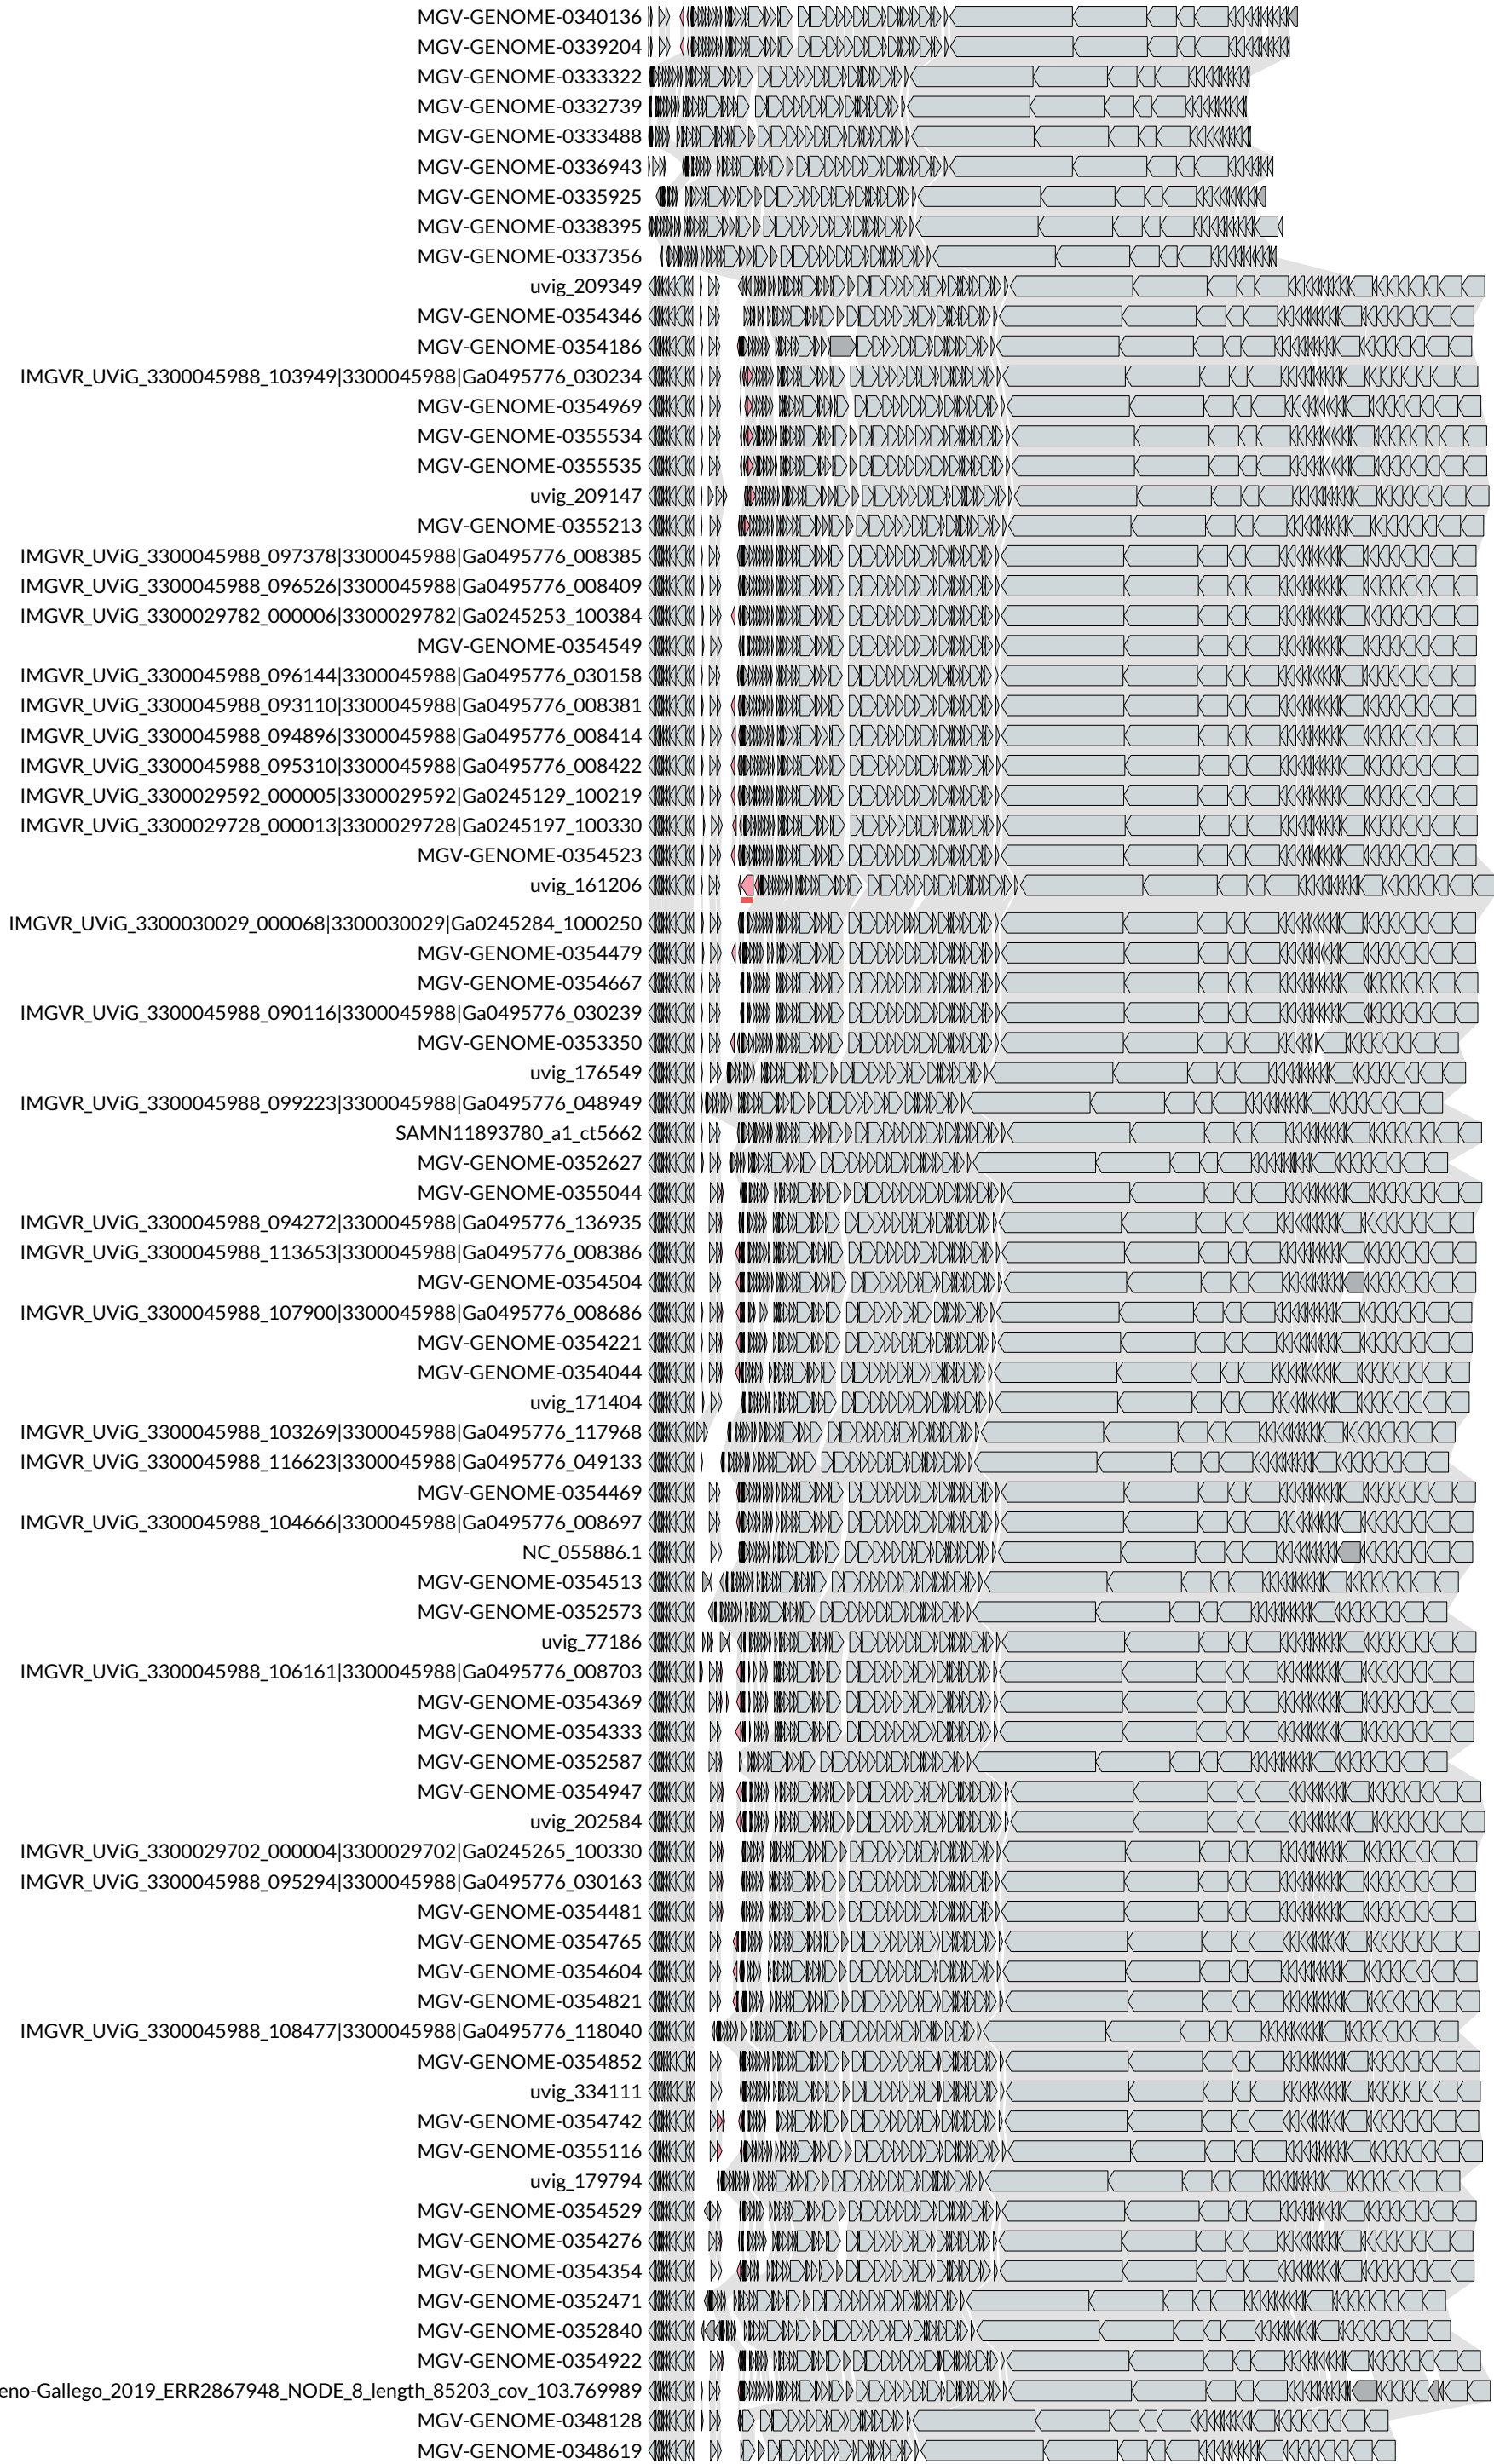 MGV-GENOME-0340136
MGV-GENOME-0339204
MGV-GENOME-0333322
MGV-GENOME-0332739
MGV-GENOME-0333488
MGV-GENOME-0336943
MGV-GENOME-0335925
MGV-GENOME-0338395
MGV-GENOME-0337356
uvig_209349
MGV-GENOME-0354346
MGV-GENOME-0354186
IMGVR_UViG_3300045988_103949|3300045988|Ga0495776_030234
MGV-GENOME-0354969
MGV-GENOME-0355534
MGV-GENOME-0355535
uvig_209147
MGV-GENOME-0355213
IMGVR_UViG_3300045988_097378|3300045988|Ga0495776_008385
IMGVR_UViG_3300045988_096526|3300045988|Ga0495776_008409
IMGVR_UViG_3300029782_000006|3300029782|Ga0245253_100384
MGV-GENOME-0354549
IMGVR_UViG_3300045988_096144|3300045988|Ga0495776_030158
IMGVR_UViG_3300045988_093110|3300045988|Ga0495776_008381
IMGVR_UViG_3300045988_094896|3300045988|Ga0495776_008414
IMGVR_UViG_3300045988_095310|3300045988|Ga0495776_008422
IMGVR_UViG_3300029592_000005|3300029592|Ga0245129_100219
IMGVR_UViG_3300029728_000013|3300029728|Ga0245197_100330
MGV-GENOME-0354523
uvig_161206
IMGVR_UViG_3300030029_000068|3300030029|Ga0245284_1000250
MGV-GENOME-0354479
MGV-GENOME-0354667
IMGVR_UViG_3300045988_090116|3300045988|Ga0495776_030239
MGV-GENOME-0353350
uvig_176549
IMGVR_UViG_3300045988_099223|3300045988|Ga0495776_048949
SAMN11893780_a1_ct5662
MGV-GENOME-0352627
MGV-GENOME-0355044
IMGVR_UViG_3300045988_094272|3300045988|Ga0495776_136935
IMGVR_UViG_3300045988_113653|3300045988|Ga0495776_008386
MGV-GENOME-0354504
IMGVR_UViG_3300045988_107900|3300045988|Ga0495776_008686
MGV-GENOME-0354221
MGV-GENOME-0354044
uvig_171404
IMGVR_UViG_3300045988_103269|3300045988|Ga0495776_117968
IMGVR_UViG_3300045988_116623|3300045988|Ga0495776_049133
MGV-GENOME-0354469
IMGVR_UViG_3300045988_104666|3300045988|Ga0495776_008697
NC_055886.1
MGV-GENOME-0354513
MGV-GENOME-0352573
uvig_77186
IMGVR_UViG_3300045988_106161|3300045988|Ga0495776_008703
MGV-GENOME-0354369
MGV-GENOME-0354333
MGV-GENOME-0352587
MGV-GENOME-0354947
uvig_202584
IMGVR_UViG_3300029702_000004|3300029702|Ga0245265_100330
IMGVR_UViG_3300045988_095294|3300045988|Ga0495776_030163
MGV-GENOME-0354481
MGV-GENOME-0354765
MGV-GENOME-0354604
MGV-GENOME-0354821
IMGVR_UViG_3300045988_108477|3300045988|Ga0495776_118040
MGV-GENOME-0354852
uvig_334111
MGV-GENOME-0354742
MGV-GENOME-0355116
uvig_179794
MGV-GENOME-0354529
MGV-GENOME-0354276
MGV-GENOME-0354354
MGV-GENOME-0352471
MGV-GENOME-0352840
MGV-GENOME-0354922
eno-Gallego_2019_ERR2867948_NODE_8_length_85203_cov_103.769989
MGV-GENOME-0348128
MGV-GENOME-0348619